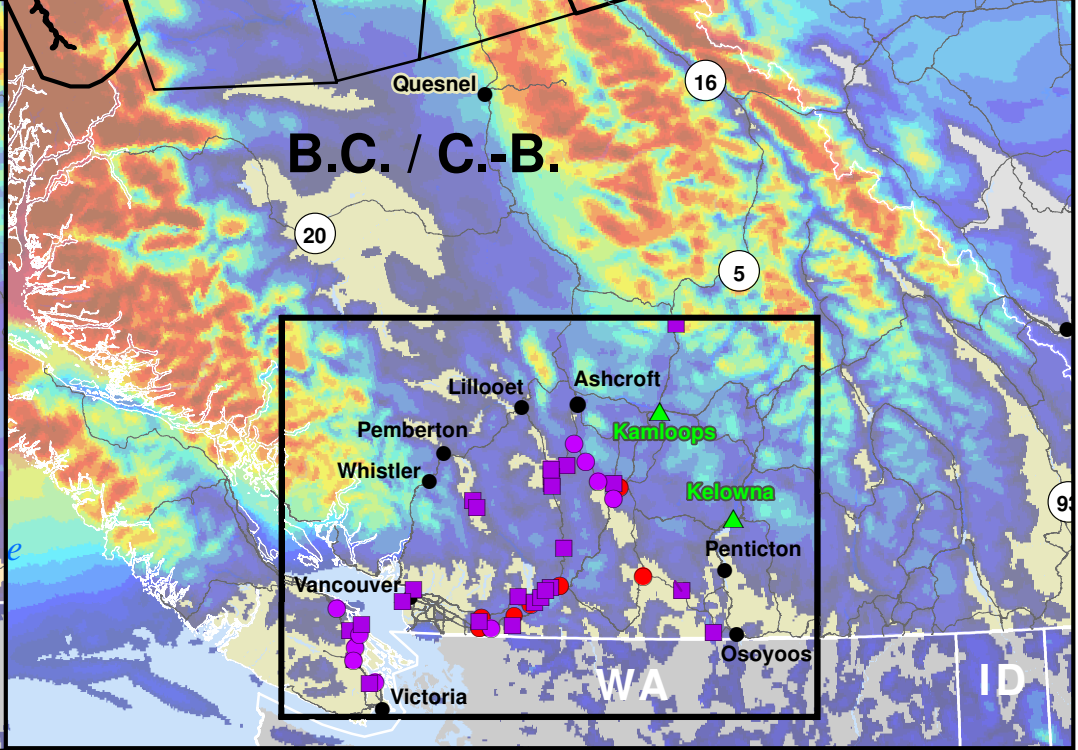 Quesnel
16
B.C. / C.-B.
20
5
Lillooet
Ashcroft
Kamloops
Pemberton
Whistler
Kelowna
93
e
Penticton
Vancouver
Osoyoos
WA
ID
Victoria